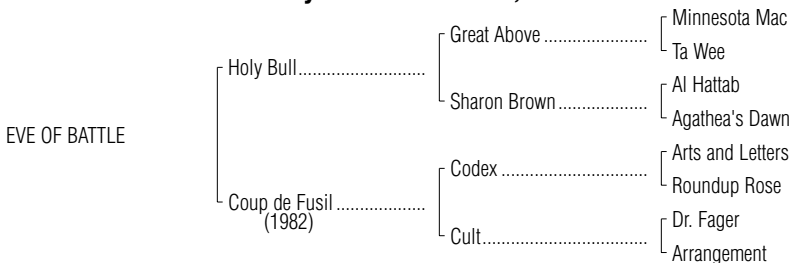 Minnesota Mac
Great Above ......................
Ta Wee
Holy Bull...........................
Al Hattab
Sharon Brown...................
Agathea's Dawn
EVE OF BATTLE
Arts and Letters
Codex ...............................
Roundup Rose
Coup de Fusil ...................
(1982)
Dr. Fager
Cult...................................
Arrangement